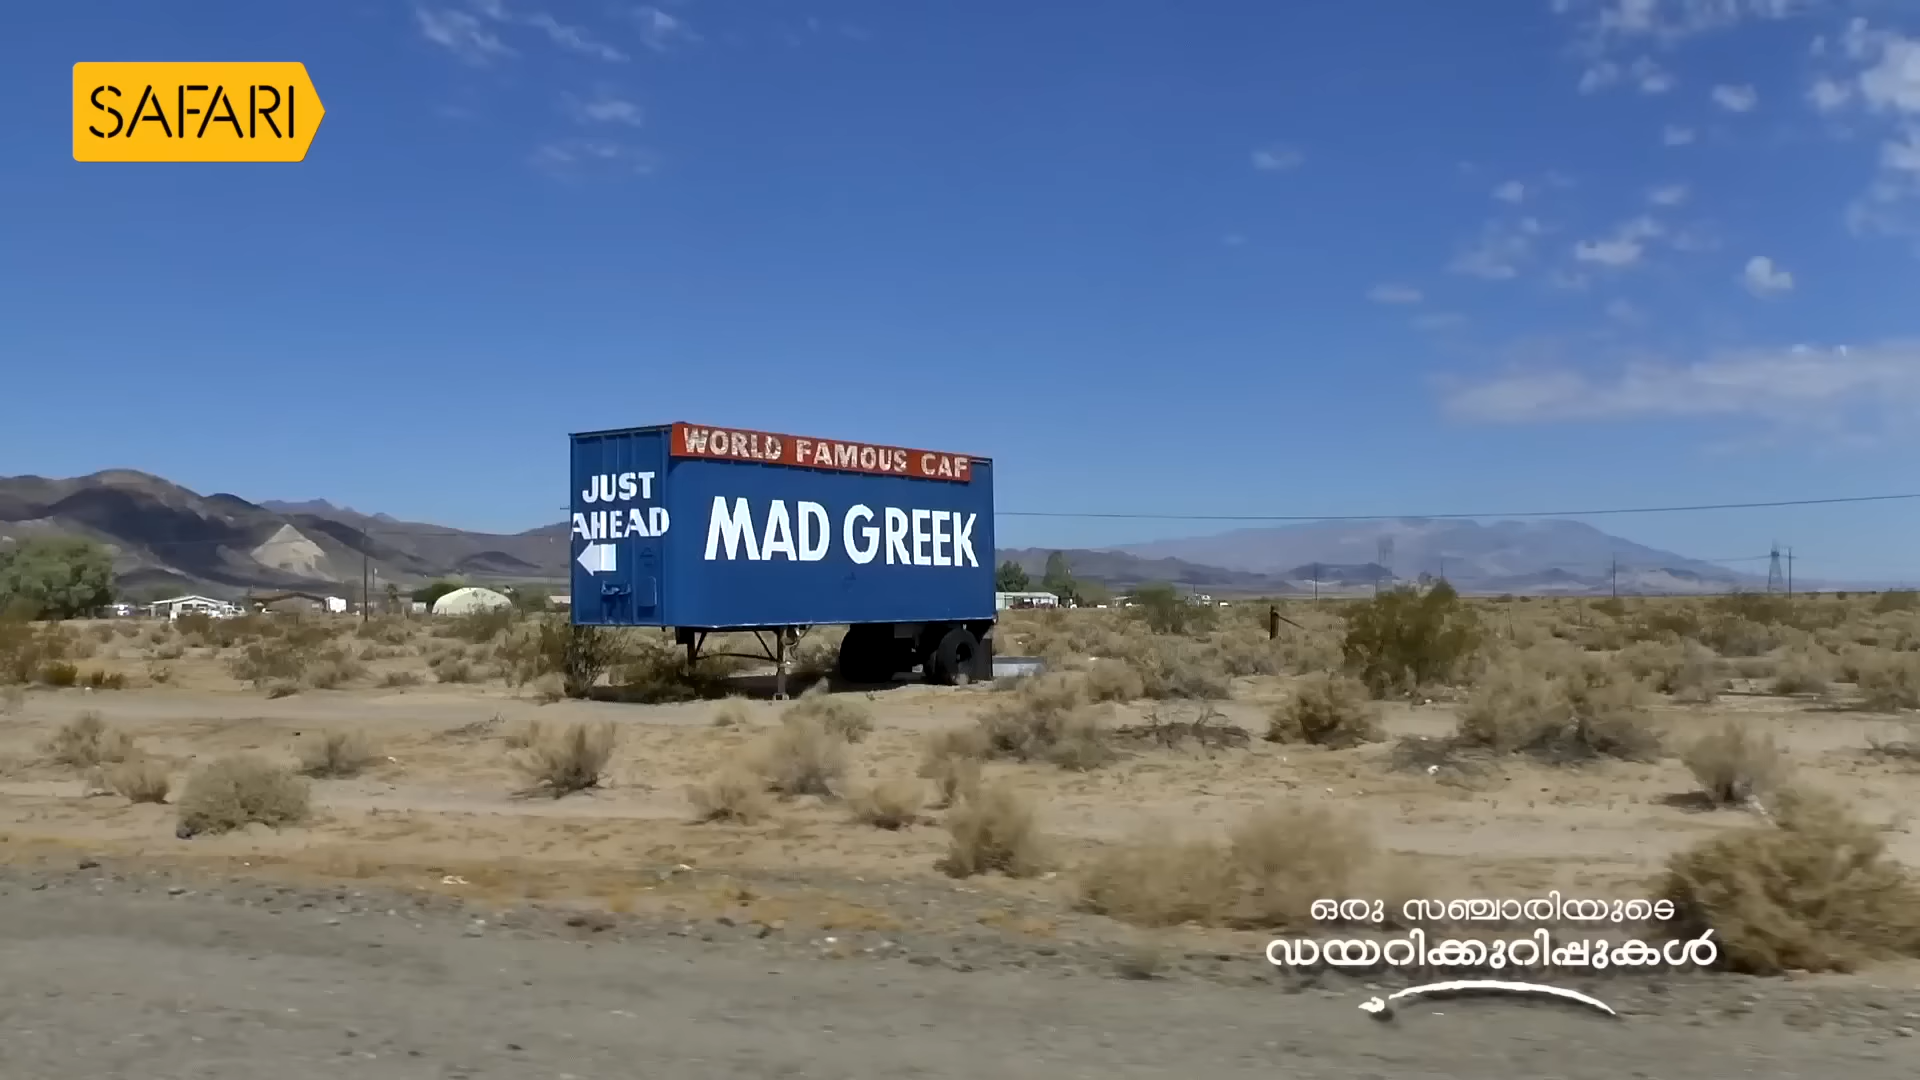 SAFARI
WORLD FAMOUS CAF
JUST
AHEAD
MAD GREEK
ഒരു സഞ്ചാരിയുടെ
ഡയറിക്കുറിപ്പുകൾ